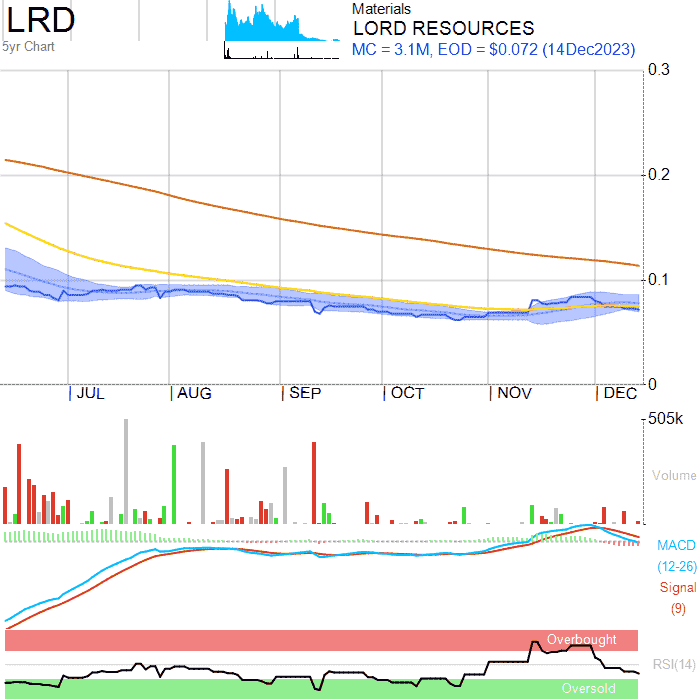 LRD
5yr Chart
Materials
LORD RESOURCES
MC = 3.1M, EOD = $0.072 (14Dec2023)
0.3
0.2
0.1
0
JUL AUG SEP OCT NOV DEC
505k
Volume
MACD
(12-26)
Signal
(9)
Overbought
RSI(14)
Oversold